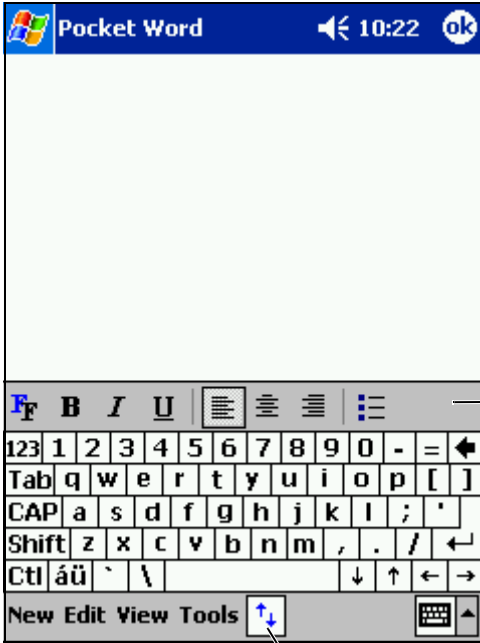 Pocket Word 10:22 ok
FF B I U
123 1 2 3 4 5 6 7 8 9 0 - =
Tab q w e r t y u i o p [ ]
CAP a s d f g h j k l ; '
Shift z x c v b n m , . /
Ctl áü ` \
New Edit View Tools